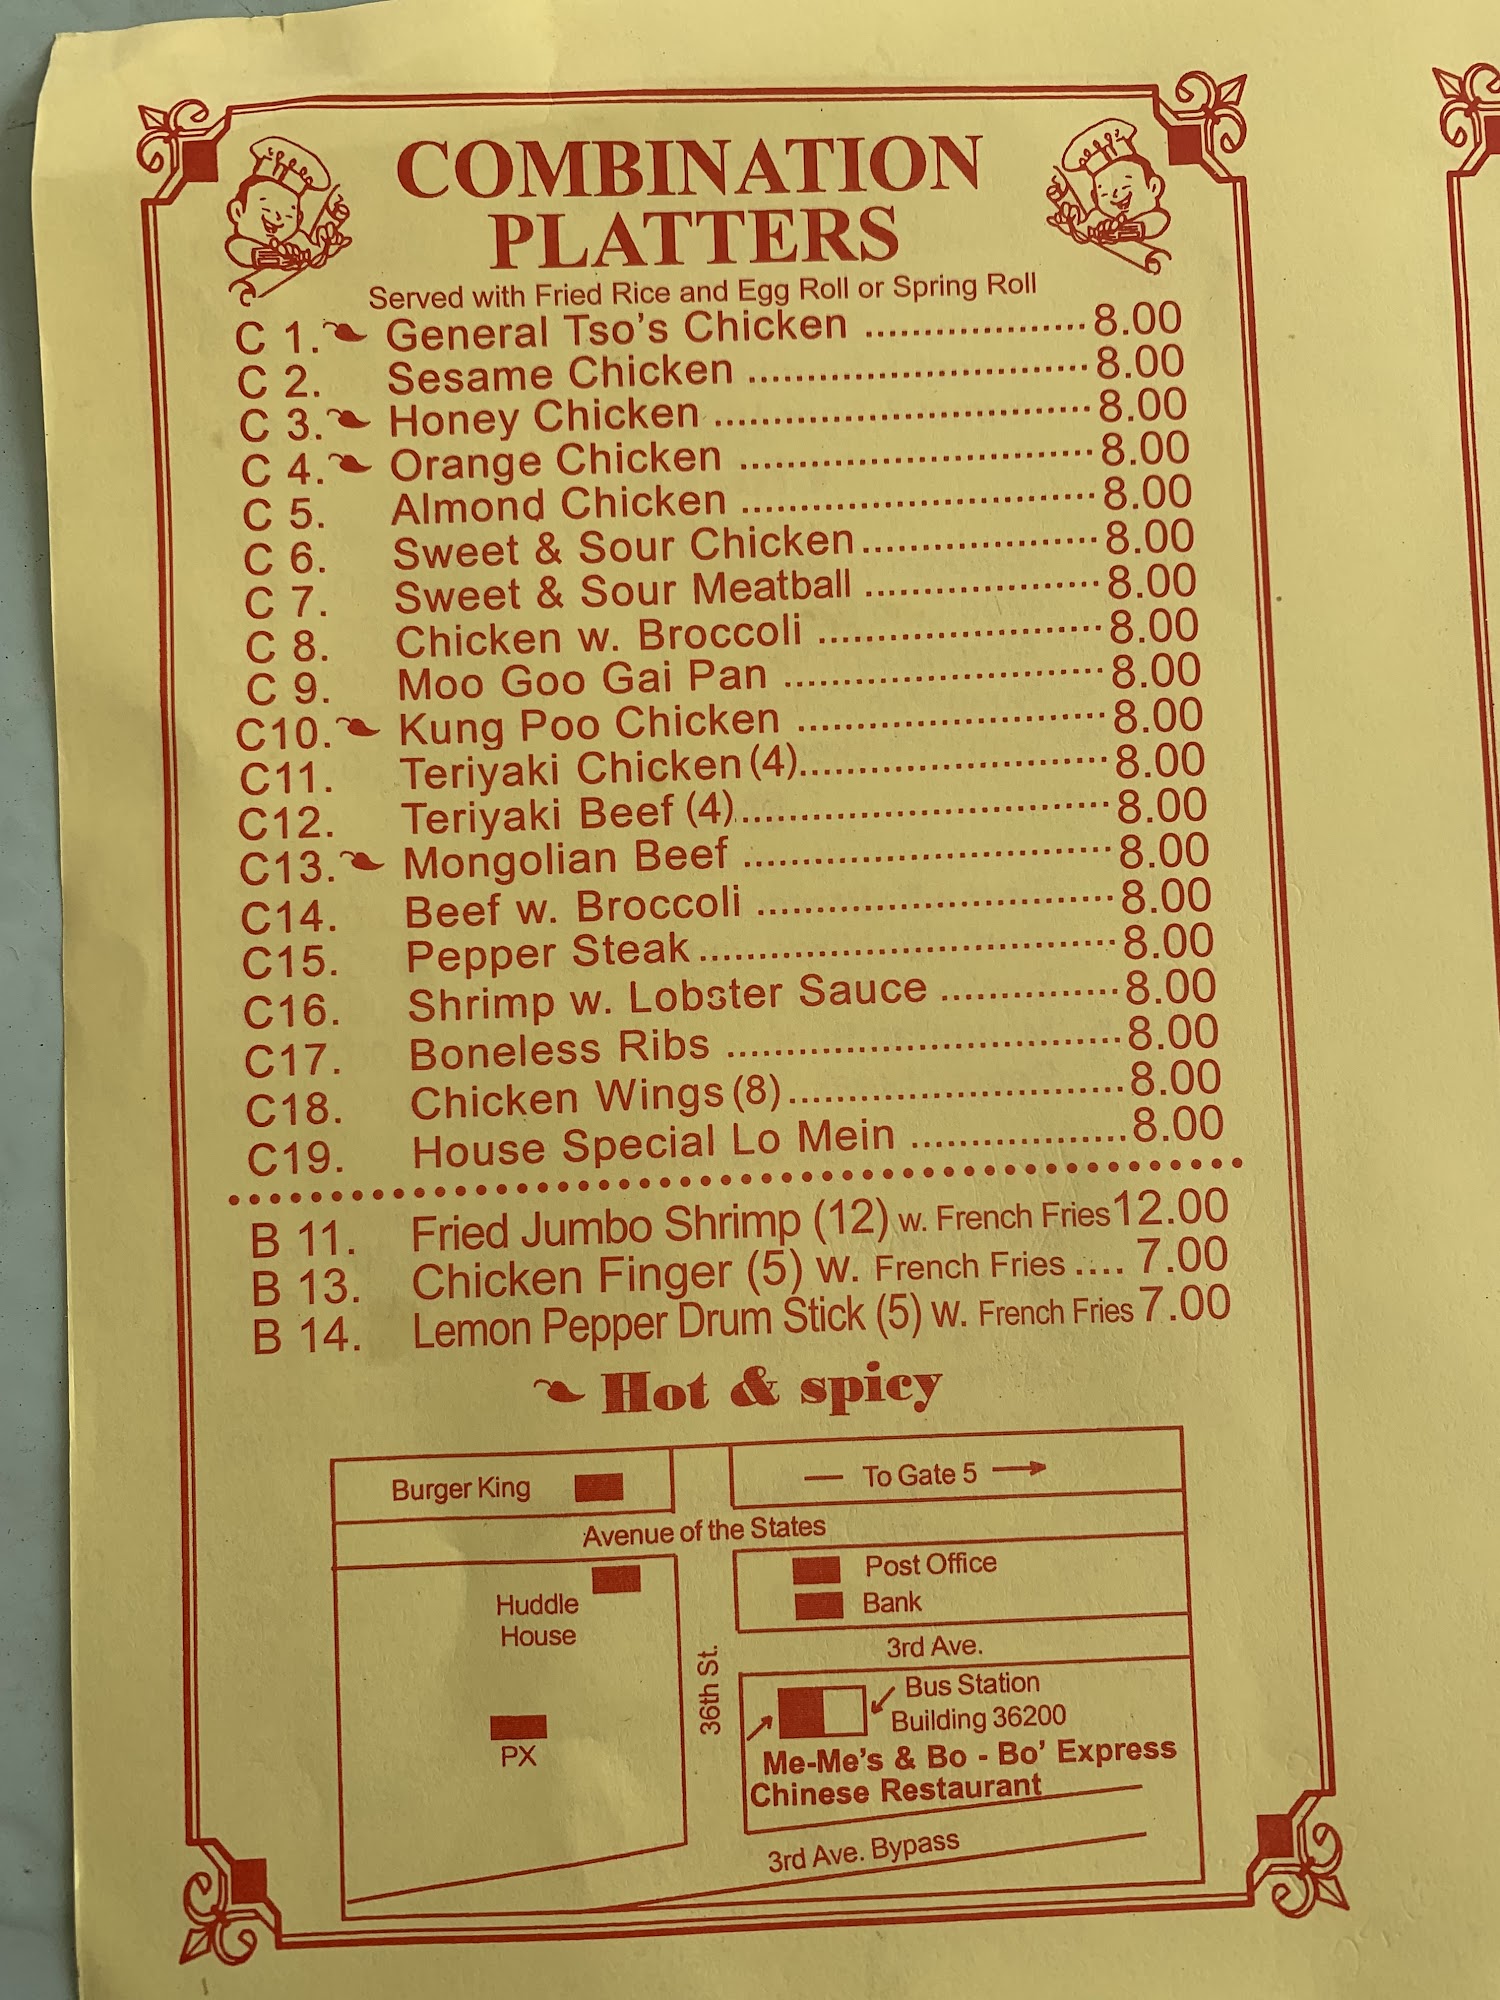 COMBINATION
PLATTERS
Served with Fried Rice and Egg Roll or Spring Roll
C 1. General Tso's Chicken ................... 8.00
C 2. Sesame Chicken ............................. 8.00
C 3. Honey Chicken ................................ 8.00
C 4. Orange Chicken .............................. 8.00
C 5. Almond Chicken .............................. 8.00
C 6. Sweet & Sour Chicken.................... 8.00
C 7. Sweet & Sour Meatball .................... 8.00
C 8. Chicken w. Broccoli ........................ 8.00
C 9. Moo Goo Gai Pan ........................... 8.00
C10. Kung Poo Chicken .......................... 8.00
C11. Teriyaki Chicken (4).......................... 8.00
C12. Teriyaki Beef (4)............................... 8.00
C13. Mongolian Beef ............................... 8.00
C14. Beef w. Broccoli .............................. 8.00
C15. Pepper Steak................................... 8.00
C16. Shrimp w. Lobster Sauce ............... 8.00
C17. Boneless Ribs ................................. 8.00
C18. Chicken Wings (8)............................ 8.00
C19. House Special Lo Mein .................. 8.00
B 11. Fried Jumbo Shrimp (12) w. French Fries 12.00
B 13. Chicken Finger (5) w. French Fries .... 7.00
B 14. Lemon Pepper Drum Stick (5) w. French Fries 7.00
Hot & spicy
Burger King
To Gate 5
Avenue of the States
Huddle
House
Post Office
Bank
3rd Ave.
36th St.
PX
Bus Station
Building 36200
Me-Me's & Bo - Bo' Express
Chinese Restaurant
3rd Ave. Bypass